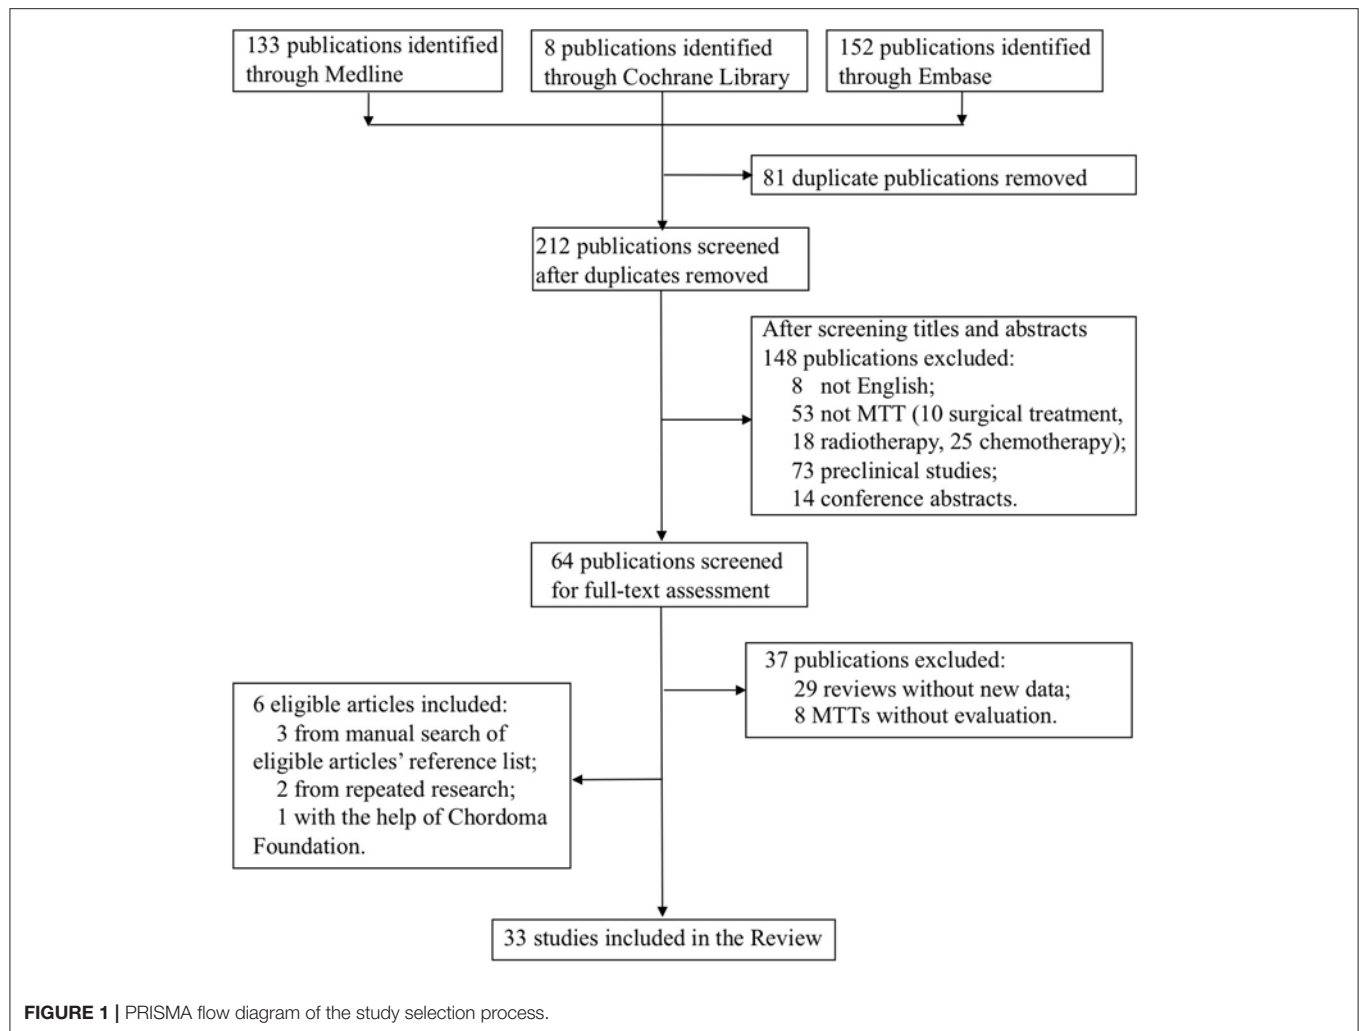 133 publications identified
through Medline
8 publications identified
through Cochrane Library
152 publications identified
through Embase
81 duplicate publications removed
212 publications screened
after duplicates removed
After screening titles and abstracts
148 publications excluded:
8 not English;
53 not MTT (10 surgical treatment,
18 radiotherapy, 25 chemotherapy);
73 preclinical studies;
14 conference abstracts.
64 publications screened
for full-text assessment
37 publications excluded:
29 reviews without new data;
8 MTTs without evaluation.
6 eligible articles included:
3 from manual search of
eligible articles' reference list;
2 from repeated research;
1 with the help of Chordoma
Foundation.
33 studies included in the Review
FIGURE 1 | PRISMA flow diagram of the study selection process.